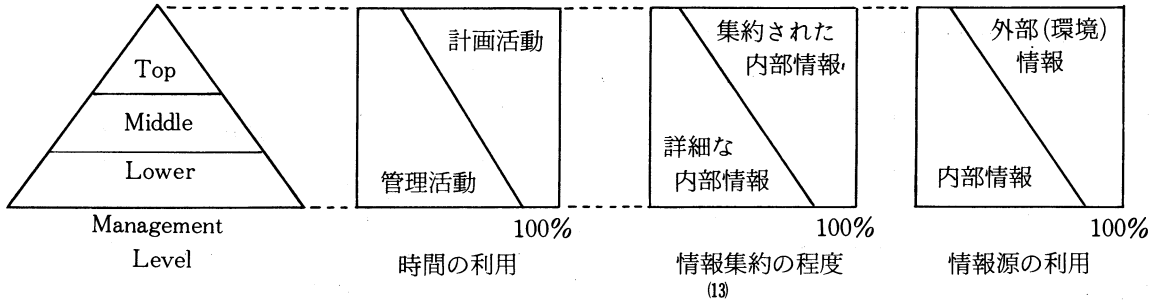 Top
Middle
Lower
Management
Level
計画活動
管理活動
100%
時間の利用
集約された
内部情報
詳細な
内部情報
100%
情報集約の程度
(13)
外部(環境)
情報
内部情報
100%
情報源の利用